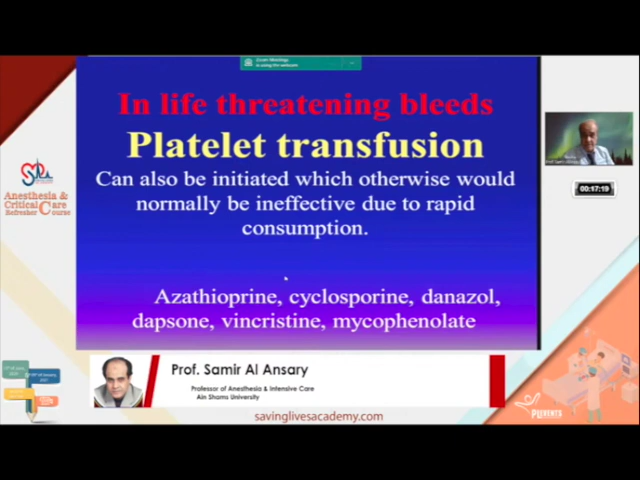 In life threatening bleeds
Platelet transfusion
Can also be initiated which otherwise would
normally be ineffective due to rapid
consumption.
Azathioprine, cyclosporine, danazol,
dapsone, vincristine, mycophenolate
Anesthesia &
Critical Care
Refresher Course
00:17:19
Prof. Samir Al Ansary
Professor of Anesthesia & Intensive Care
Ain Shams University
savinglivesacademy.com